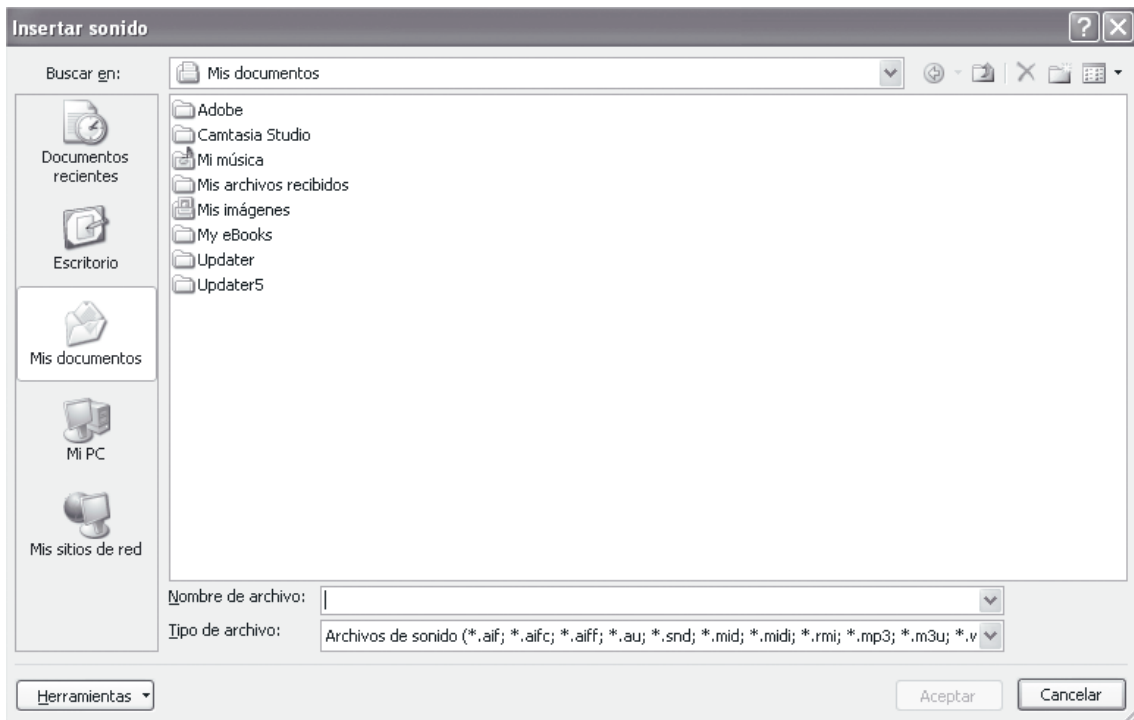 Insertar sonido
Buscar en:
Mis documentos
Documentos
recientes
Escritorio
Mis documentos
Mi PC
Mis sitios de red
Adobe
Camtasia Studio
Mi música
Mis archivos recibidos
Mis imágenes
My eBooks
Updater
Updater5
Nombre de archivo:
Tipo de archivo:
Archivos de sonido (*.aif; *.aifc; *.aiff; *.au; *.snd; *.mid; *.midi; *.rmi; *.mp3; *.m3u; *.v
Herramientas
Aceptar
Cancelar